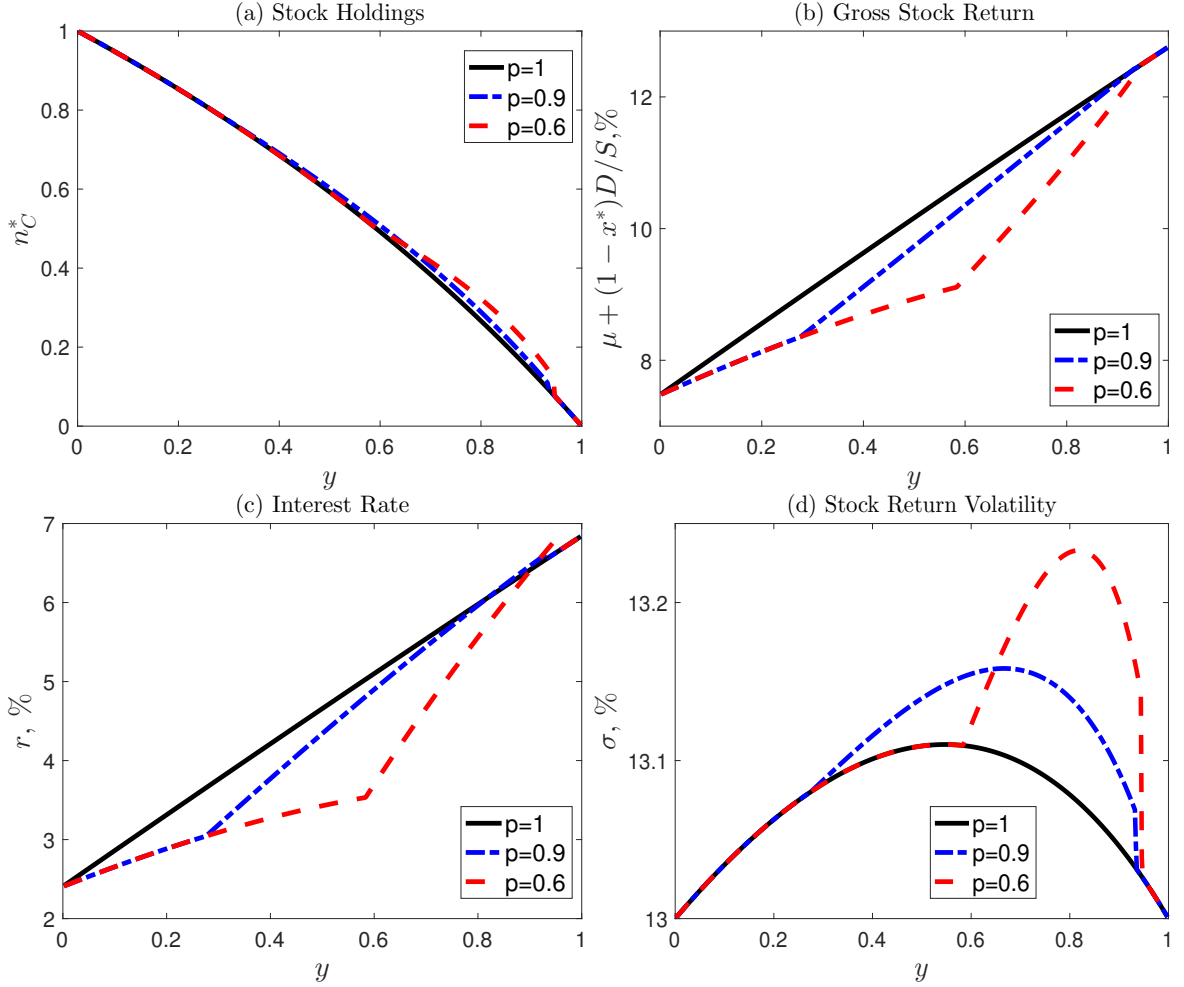 (a) Stock Holdings
n*_C
1
0.8
0.6
0.4
0.2
0
0 0.2 0.4 0.6 0.8 1
y
p=1
p=0.9
p=0.6
(b) Gross Stock Return
μ + (1 − x*)D/S,%
12
10
8
0 0.2 0.4 0.6 0.8 1
y
p=1
p=0.9
p=0.6
(c) Interest Rate
r, %
7
6
5
4
3
2
0 0.2 0.4 0.6 0.8 1
y
p=1
p=0.9
p=0.6
(d) Stock Return Volatility
σ, %
13.2
13.1
13
0 0.2 0.4 0.6 0.8 1
y
p=1
p=0.9
p=0.6